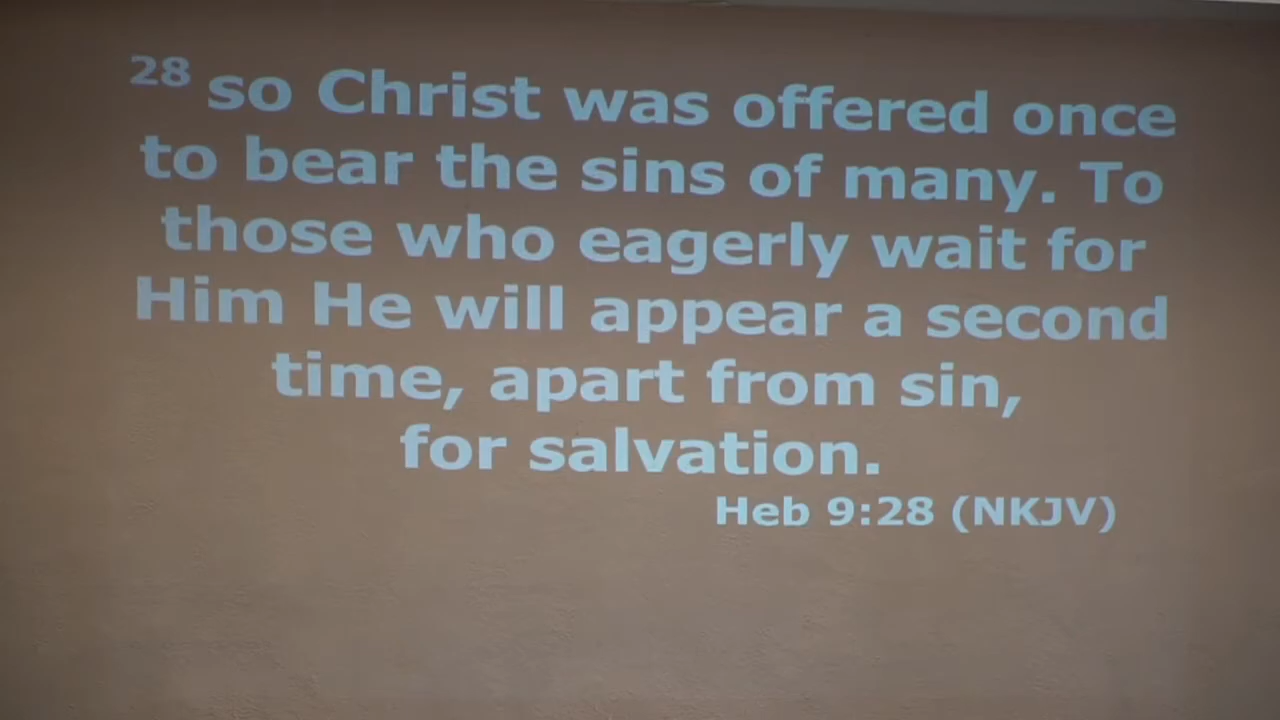 28 so Christ was offered once
to bear the sins of many. To
those who eagerly wait for
Him He will appear a second
time, apart from sin,
for salvation.
Heb 9:28 (NKJV)